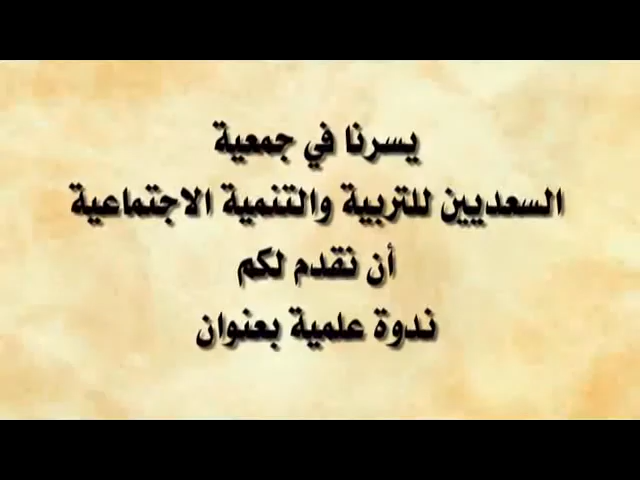 يسرنا في جمعية
السعديين للتربية والتنمية الاجتماعية
أن نقدم لكم
ندوة علمية بعنوان